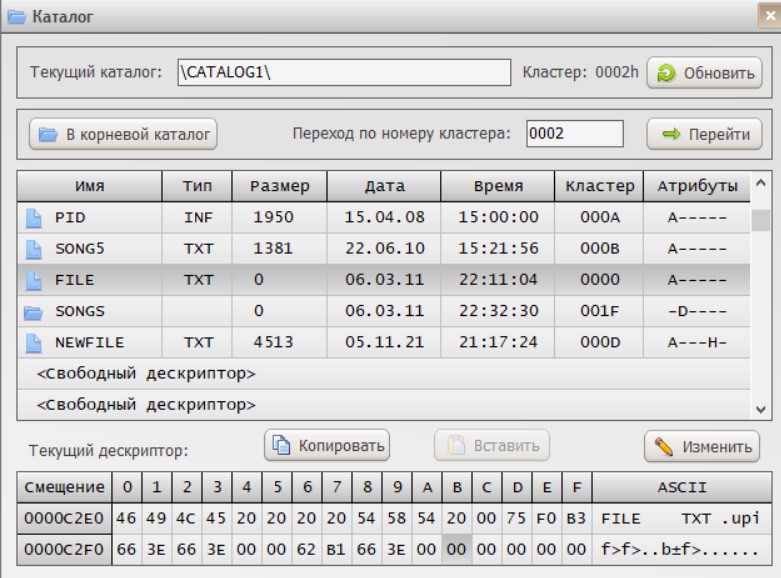 Каталог
Текущий каталог: \CATALOG1\ Кластер: 0002h Обновить
В корневой каталог Переход по номеру кластера: 0002 Перейти
Имя Тип Размер Дата Время Кластер Атрибуты
PID INF 1950 15.04.08 15:00:00 000A A-----
SONG5 TXT 1381 22.06.10 15:21:56 000B A-----
FILE TXT 0 06.03.11 22:11:04 0000 A-----
SONGS 0 06.03.11 22:32:30 001F -D----
NEWFILE TXT 4513 05.11.21 21:17:24 000D A---H-
<Свободный дескриптор>
<Свободный дескриптор>
Текущий дескриптор: Копировать Вставить Изменить
Смещение 0 1 2 3 4 5 6 7 8 9 A B C D E F ASCII
0000C2E0 46 49 4C 45 20 20 20 20 54 58 54 20 00 75 F0 B3 FILE    TXT .upi
0000C2F0 66 3E 66 3E 00 00 62 B1 66 3E 00 00 00 00 00 00 f>f>..b±f>......